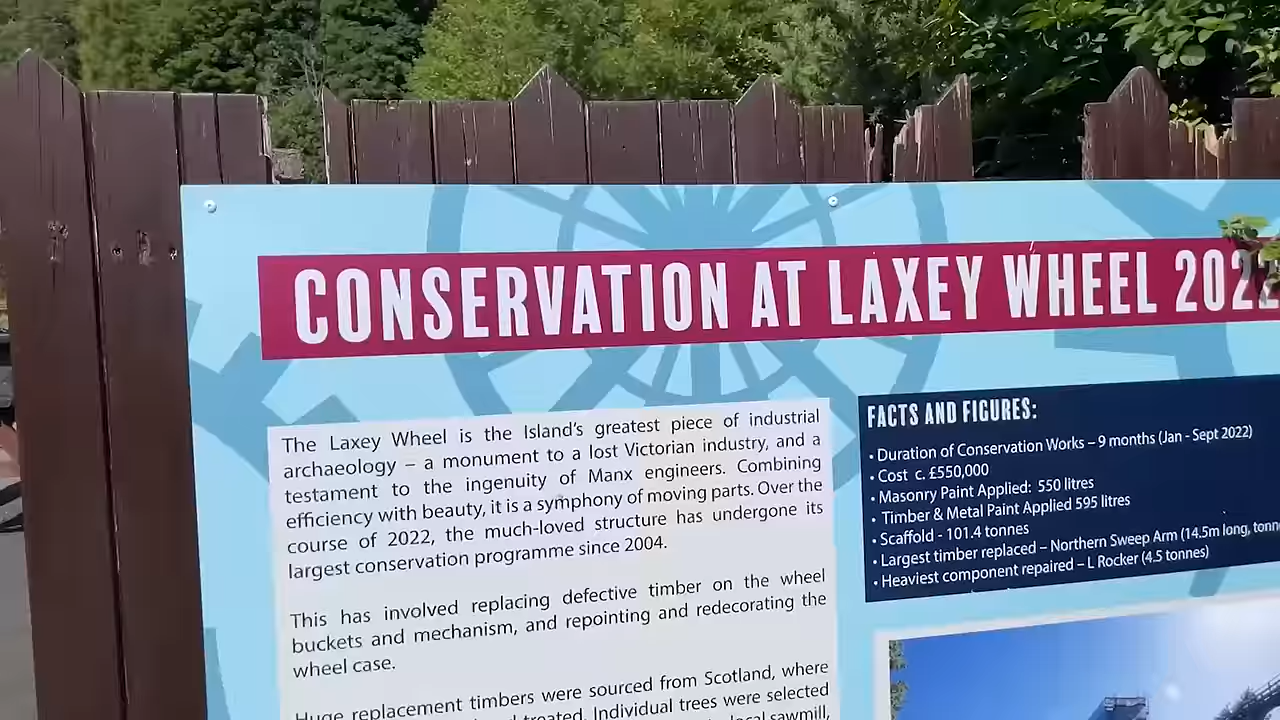 CONSERVATION AT LAXEY WHEEL 2022
The Laxey Wheel is the Island's greatest piece of industrial
archaeology – a monument to a lost Victorian industry, and a
testament to the ingenuity of Manx engineers. Combining
efficiency with beauty, it is a symphony of moving parts. Over the
course of 2022, the much-loved structure has undergone its
largest conservation programme since 2004.
This has involved replacing defective timber on the wheel
buckets and mechanism, and repointing and redecorating the
wheel case.
Huge replacement timbers were sourced from Scotland, where
treated. Individual trees were selected
local sawmill,
FACTS AND FIGURES:
• Duration of Conservation Works – 9 months (Jan - Sept 2022)
• Cost c. £550,000
• Masonry Paint Applied: 550 litres
• Timber & Metal Paint Applied 595 litres
• Scaffold - 101.4 tonnes
• Largest timber replaced – Northern Sweep Arm (14.5m long,
• Heaviest component repaired – L Rocker (4.5 tonnes)